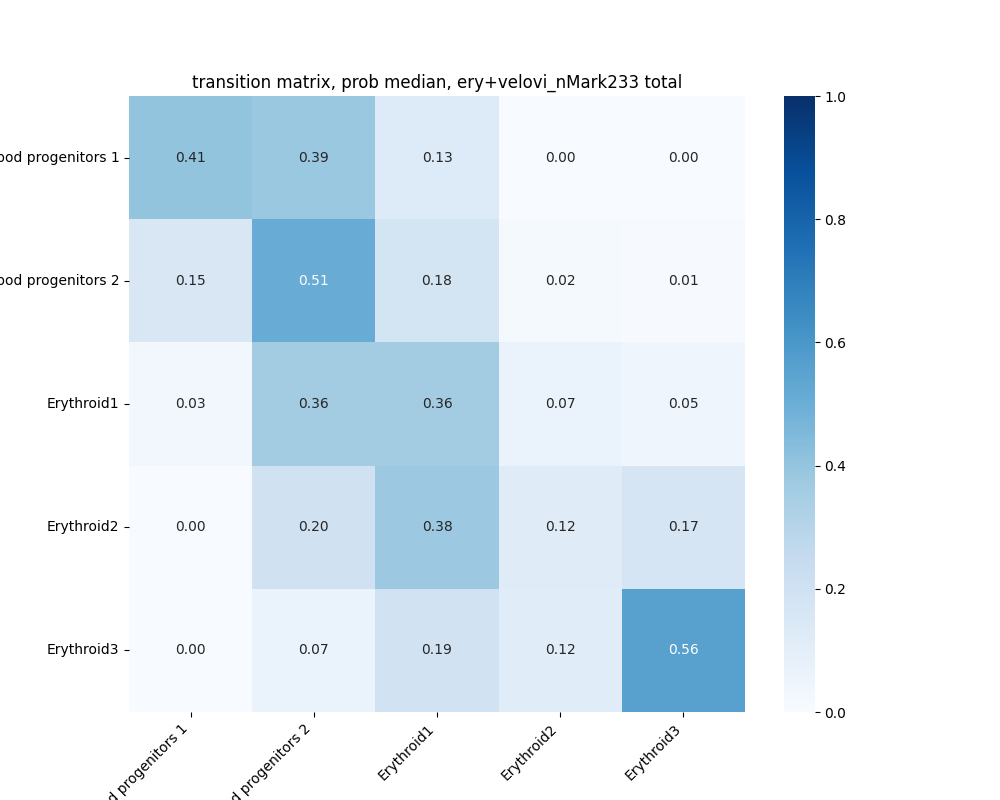 transition matrix, prob median, ery+velovi_nMark233 total
ood progenitors 1 0.41 0.39 0.13 0.00 0.00
ood progenitors 2 0.15 0.51 0.18 0.02 0.01
Erythroid1 0.03 0.36 0.36 0.07 0.05
Erythroid2 0.00 0.20 0.38 0.12 0.17
Erythroid3 0.00 0.07 0.19 0.12 0.56
d progenitors 1
d progenitors 2
Erythroid1
Erythroid2
Erythroid3
1.0
0.8
0.6
0.4
0.2
0.0